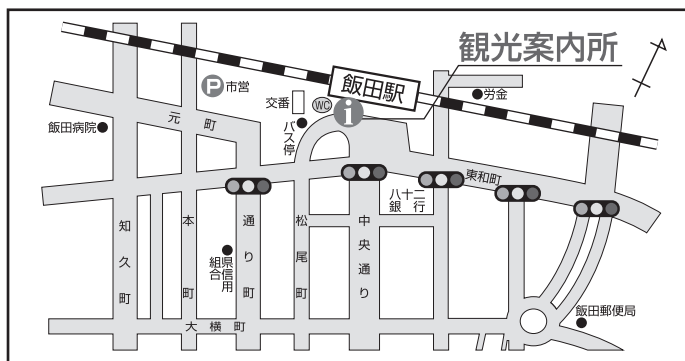 観光案内所
飯田駅
P 市営
交番
WC
i
バス停
労金
飯田病院
元町
東和町
八十二
銀行
知久町
本町
通り町
松尾町
中央通り
県信用
組合
飯田郵便局
大横町